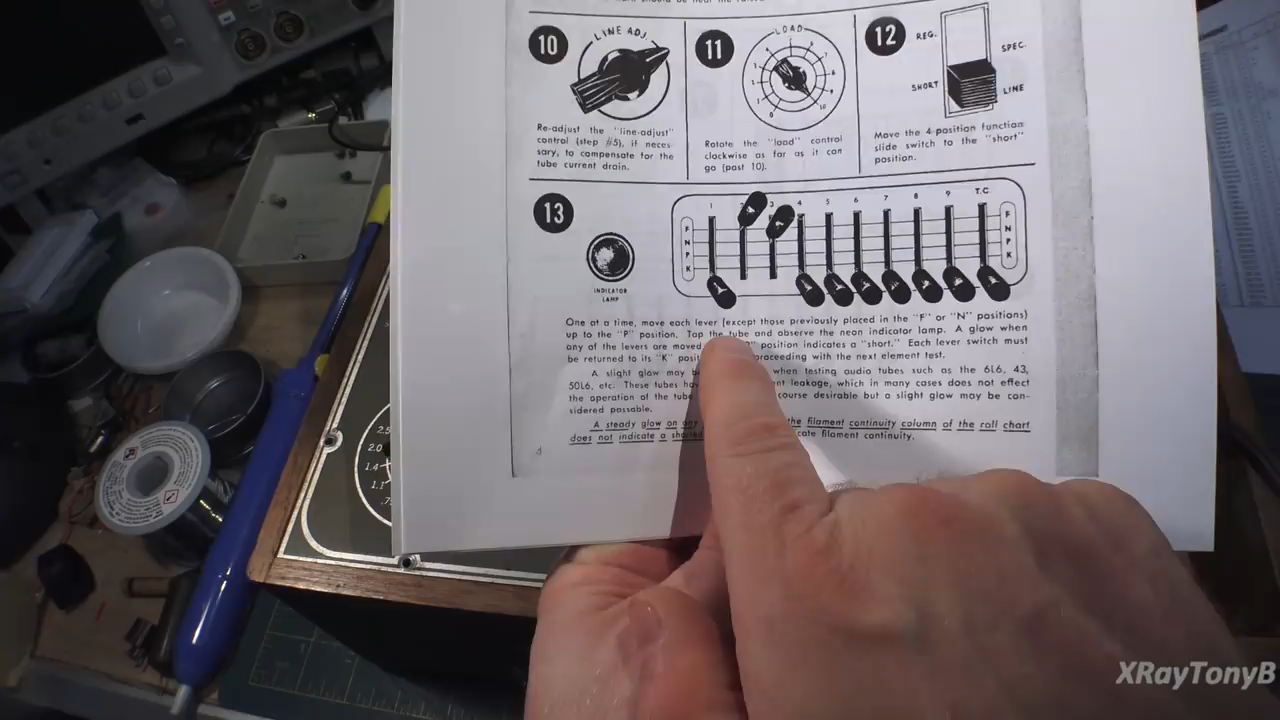 10
LINE ADJ.
Re-adjust the "line-adjust"
control (step #5), if neces-
sary, to compensate for the
tube current drain.
11
LOAD
Rotate the "load" control
clockwise as far as it can
go (past 10).
12
REG.
SPEC.
SHORT
LINE
Move the 4-position function
slide switch to the "short"
position.
13
INDICATOR
LAMP
1 3 4 5 6 7 8 9 T.C
F F
N N
P P
K K
One at a time, move each lever (except those previously placed in the "F" or "N" positions)
up to the "P" position. Tap the tube and observe the neon indicator lamp. A glow when
any of the levers are moved position indicates a "short." Each lever switch must
be returned to its "K" proceeding with the next element test.
A slight glow may when testing audio tubes such as the 6L6, 43,
50L6, etc. These tubes leakage, which in many cases does not effect
the operation of the tube course desirable but a slight glow may be con-
sidered passable.
A steady glow on any the filament continuity column of the roll chart
does not indicate a shorted filament continuity.
2.5
2.0
1.4
1.1
XRayTonyB